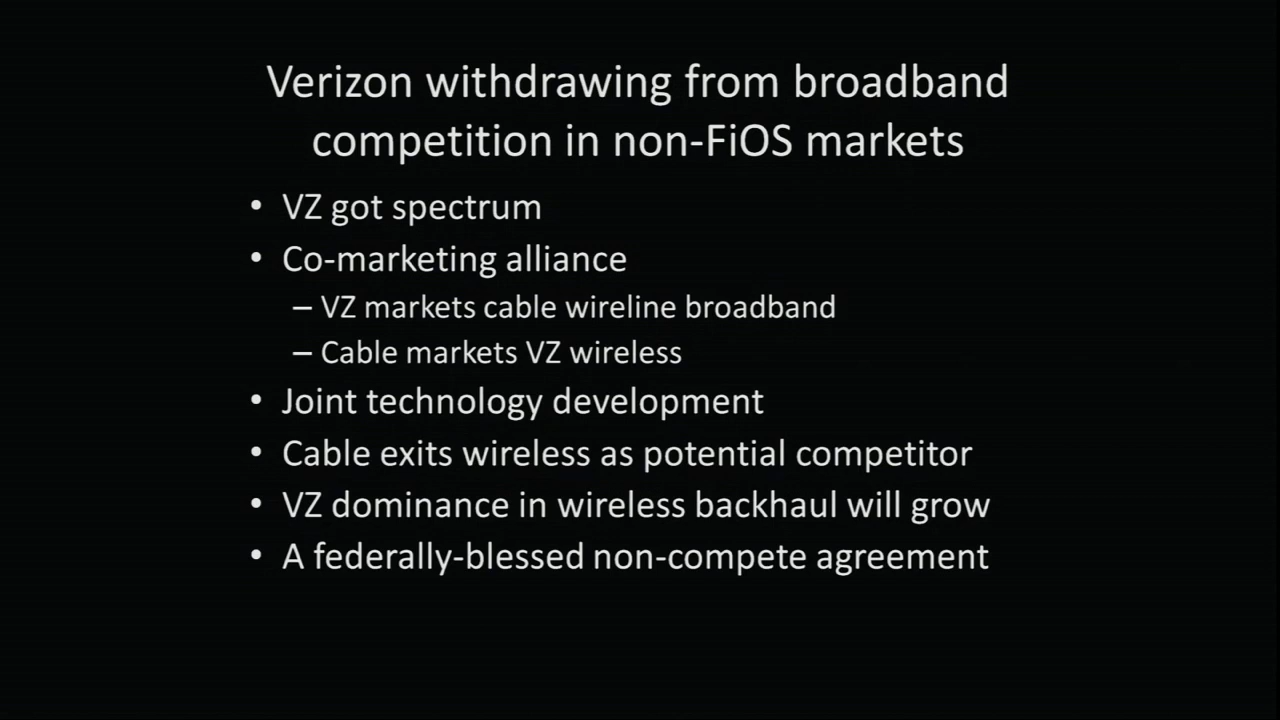 Verizon withdrawing from broadband
competition in non-FiOS markets
• VZ got spectrum
• Co-marketing alliance
– VZ markets cable wireline broadband
– Cable markets VZ wireless
• Joint technology development
• Cable exits wireless as potential competitor
• VZ dominance in wireless backhaul will grow
• A federally-blessed non-compete agreement